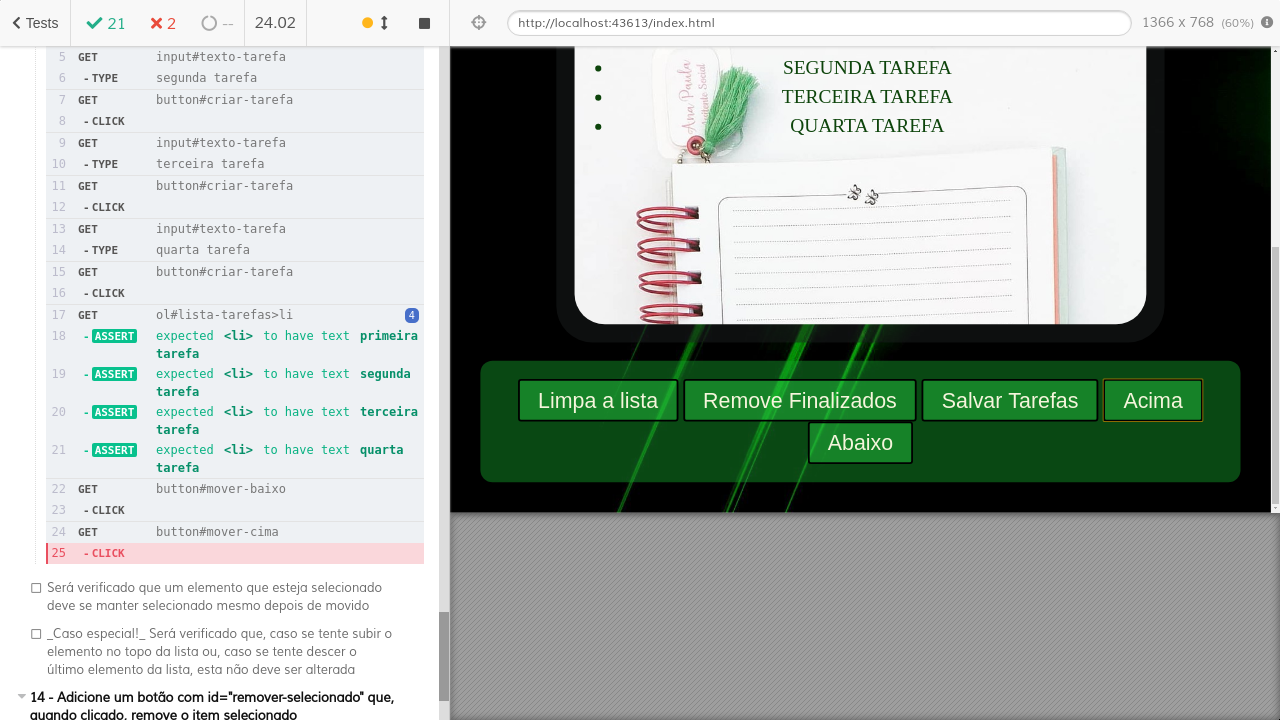 Tests
21
2
--
24.02
http://localhost:43613/index.html
1366 x 768 (60%)
5 GET input#texto-tarefa
6 -TYPE segunda tarefa
7 GET button#criar-tarefa
8 -CLICK
9 GET input#texto-tarefa
10 -TYPE terceira tarefa
11 GET button#criar-tarefa
12 -CLICK
13 GET input#texto-tarefa
14 -TYPE quarta tarefa
15 GET button#criar-tarefa
16 -CLICK
17 GET ol#lista-tarefas>li 4
18 -ASSERT expected <li> to have text primeira
tarefa
19 -ASSERT expected <li> to have text segunda
tarefa
20 -ASSERT expected <li> to have text terceira
tarefa
21 -ASSERT expected <li> to have text quarta
tarefa
22 GET button#mover-baixo
23 -CLICK
24 GET button#mover-cima
25 -CLICK
Será verificado que um elemento que esteja selecionado
deve se manter selecionado mesmo depois de movido
_Caso especial!_ Será verificado que, caso se tente subir o
elemento no topo da lista ou, caso se tente descer o
último elemento da lista, esta não deve ser alterada
14 - Adicione um botão com id="remover-selecionado" que,
quando clicado, remove o item selecionado
SEGUNDA TAREFA
TERCEIRA TAREFA
QUARTA TAREFA
Ana Paula
Social
Limpa a lista
Remove Finalizados
Salvar Tarefas
Acima
Abaixo